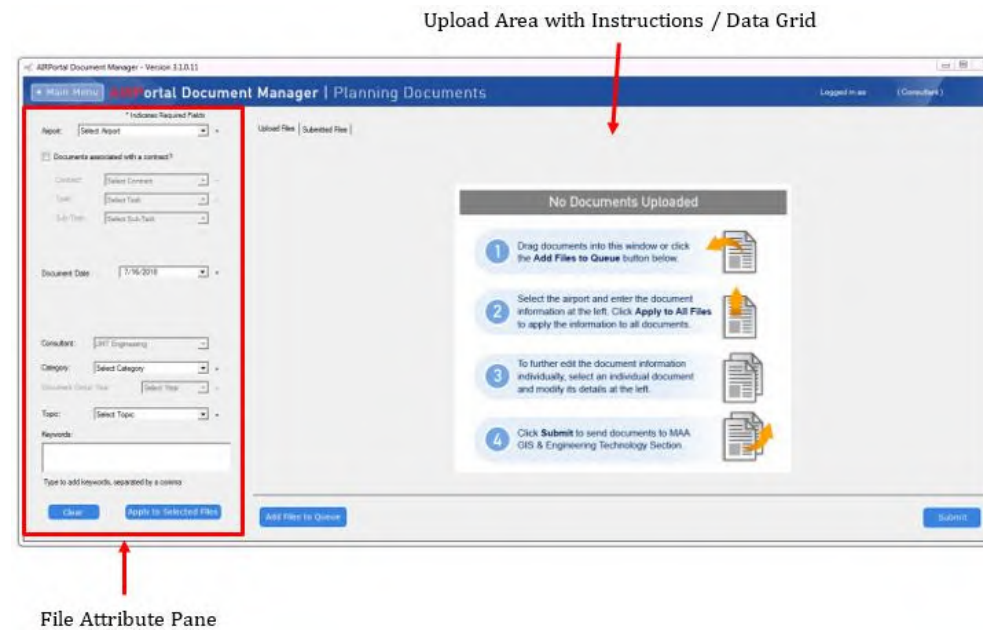 Upload Area with Instructions / Data Grid
AIRPortal Document Manager - Version 3.1.0.11
Main Menu
AIRPortal Document Manager | Planning Documents
Logged in as
(Consultant)
* Indicates Required Fields
Airport: Select Airport *
Upload Files
Submitted Files
Documents associated with a contract?
Contract: Select Contract *
Task: Select Task *
Sub-Task: Select Sub-Task
Document Date 7/16/2018 *
Consultant: Engineering
Category: Select Category *
Document Year: Select Year *
Topic: Select Topic *
Keywords:
Type to add keywords, separated by a comma
Clear
Apply to Selected Files
No Documents Uploaded
1
Drag documents into this window or click
the Add Files to Queue button below.
2
Select the airport and enter the document
information at the left. Click Apply to All Files
to apply the information to all documents.
3
To further edit the document information
individually, select an individual document
and modify its details at the left.
4
Click Submit to send documents to MAA
GIS & Engineering Technology Section.
Add Files to Queue
Submit
File Attribute Pane